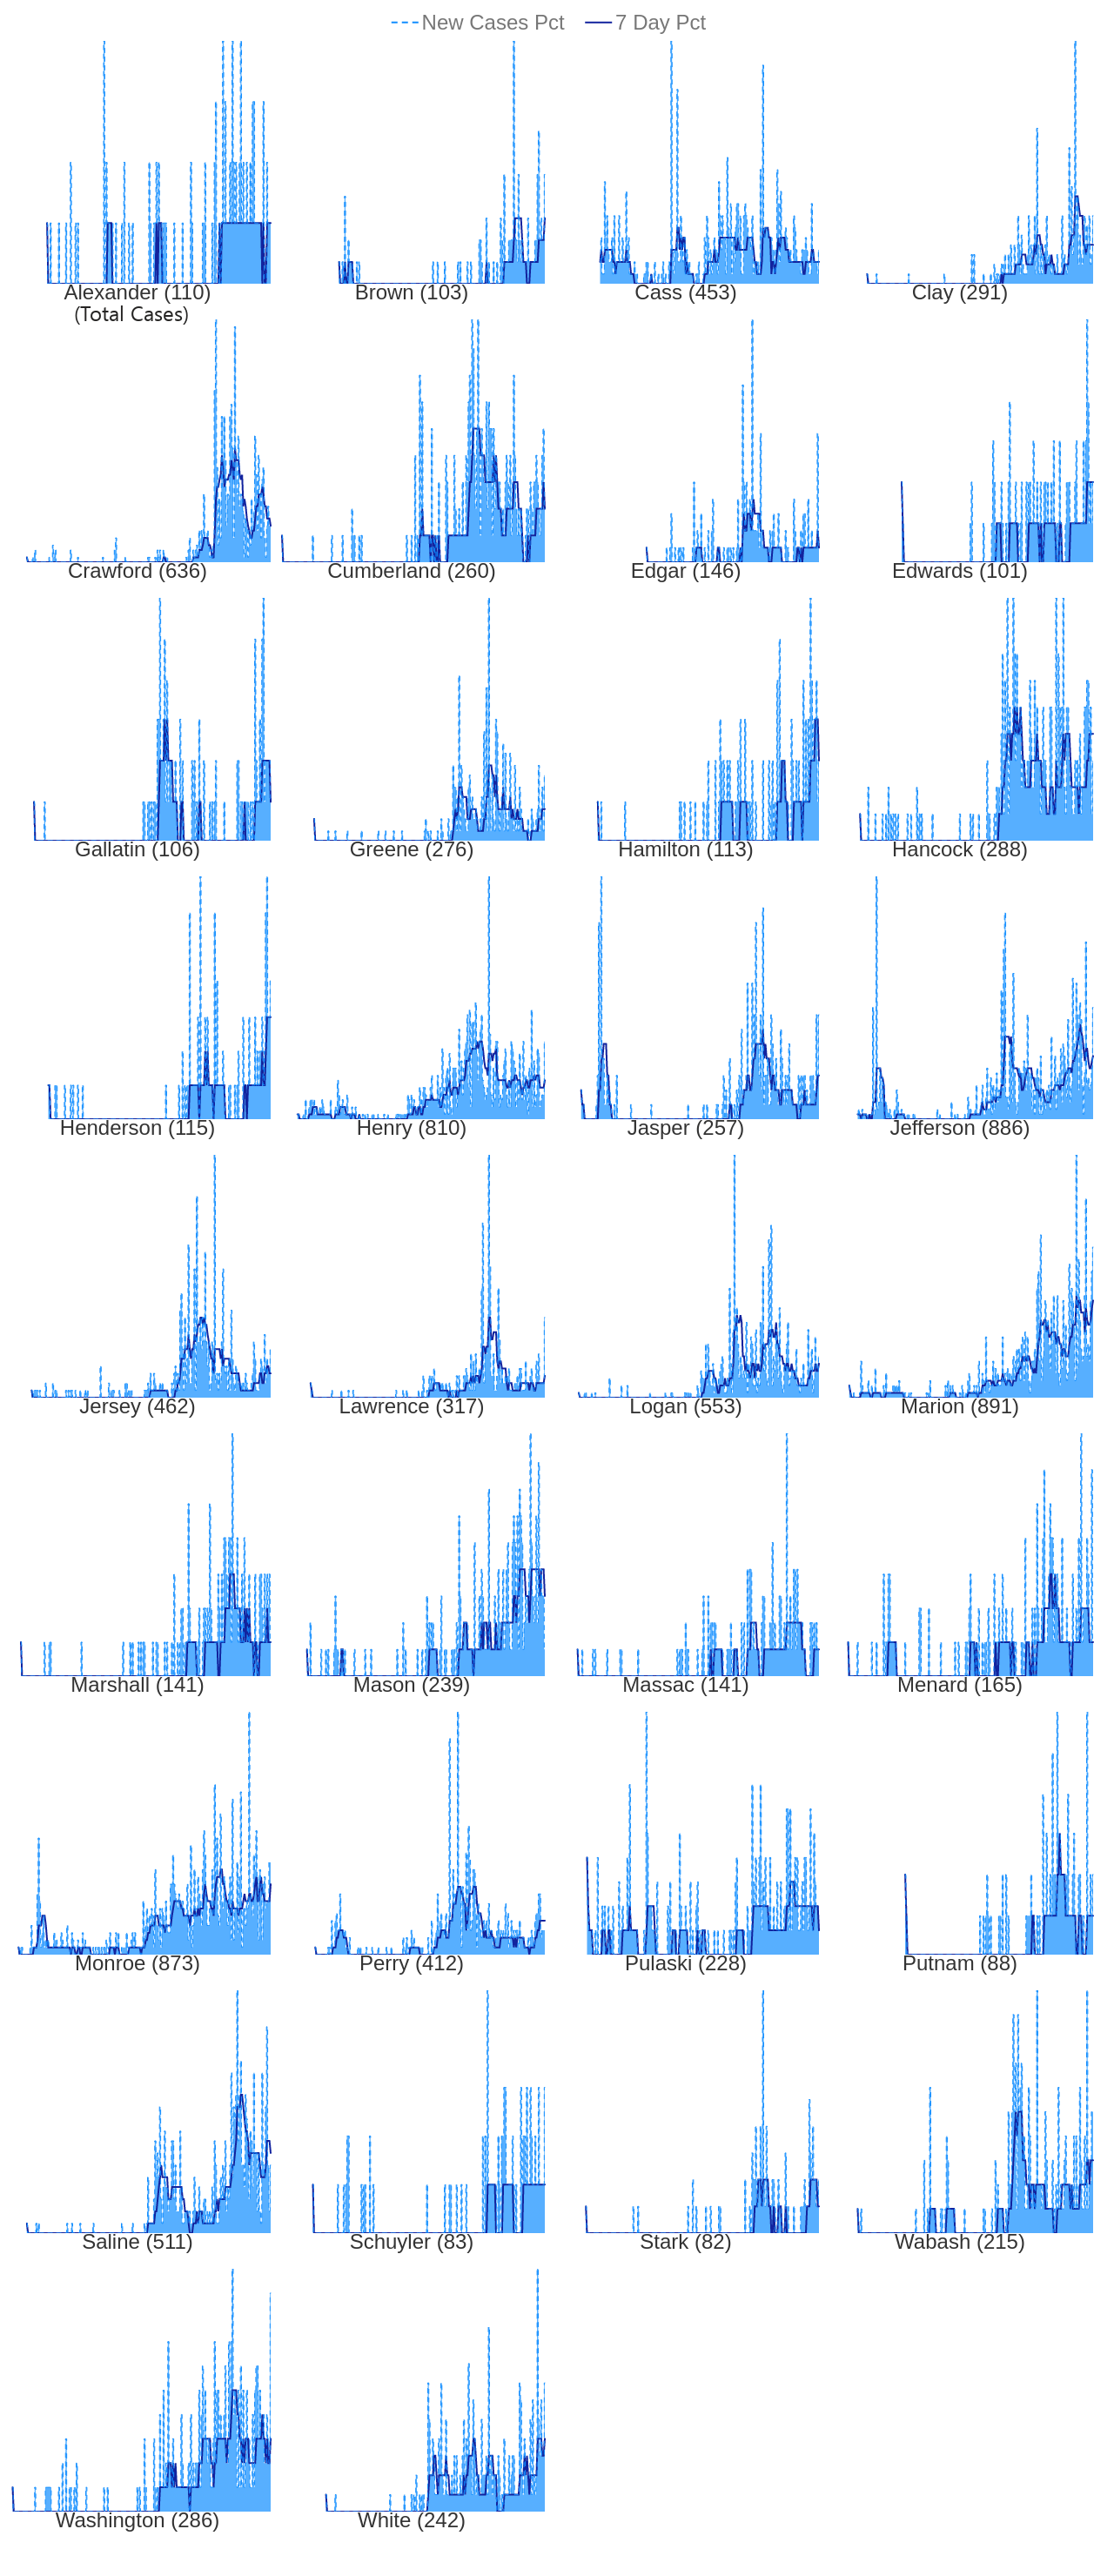 New Cases Pct 7 Day Pct
Alexander (110) Brown (103) Cass (453) Clay (291)
(Total Cases)
Crawford (636) Cumberland (260) Edgar (146) Edwards (101)
Gallatin (106) Greene (276) Hamilton (113) Hancock (288)
Henderson (115) Henry (810) Jasper (257) Jefferson (886)
Jersey (462) Lawrence (317) Logan (553) Marion (891)
Marshall (141) Mason (239) Massac (141) Menard (165)
Monroe (873) Perry (412) Pulaski (228) Putnam (88)
Saline (511) Schuyler (83) Stark (82) Wabash (215)
Washington (286) White (242)